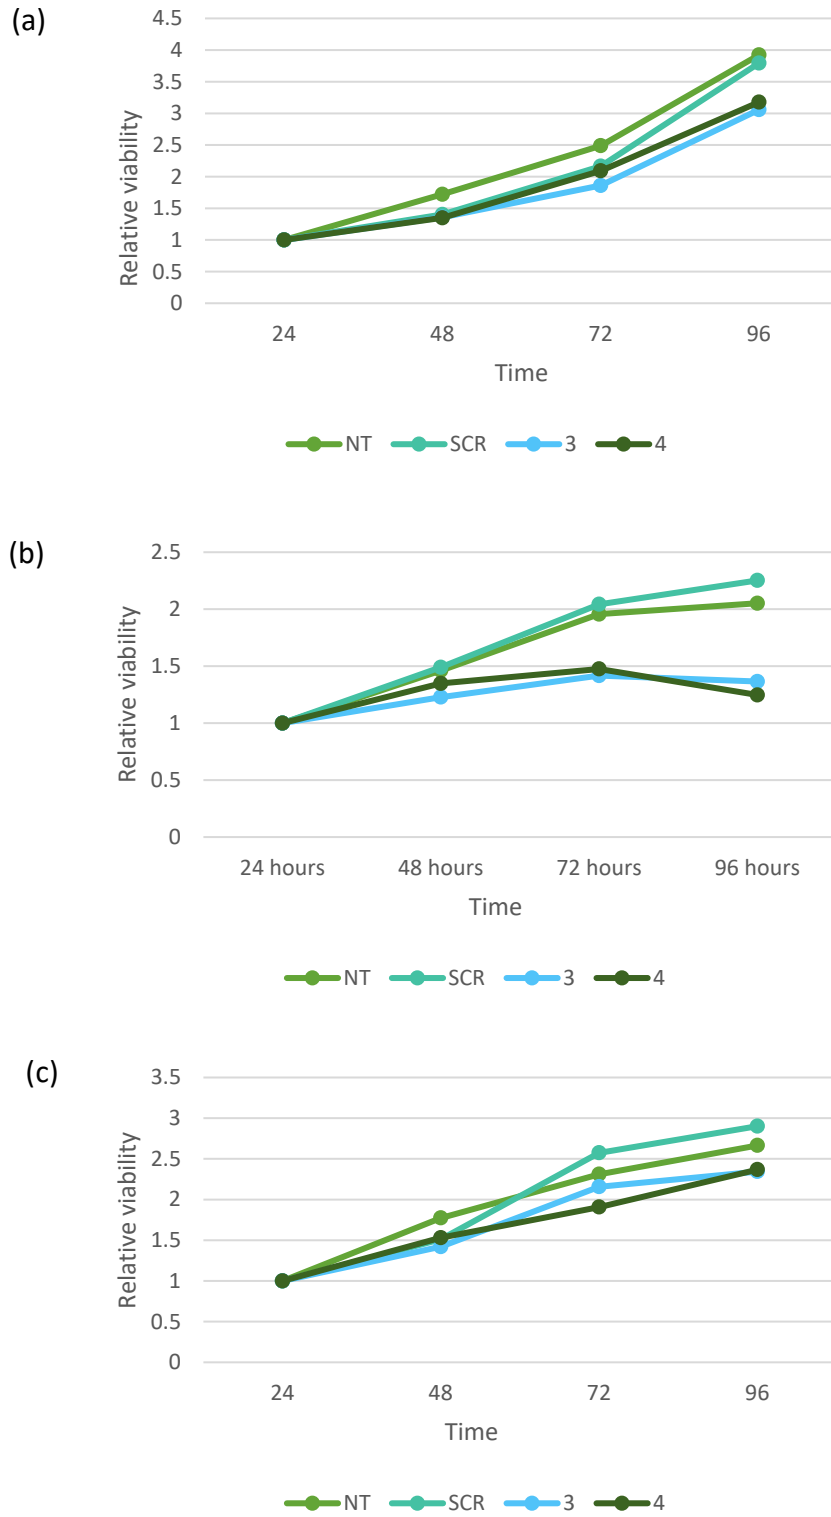 (a)
4.5
4
3.5
3
2.5
2
1.5
1
0.5
0
Relative viability
24 48 72 96
Time
NT SCR 3 4
(b)
2.5
2
1.5
1
0.5
0
Relative viability
24 hours 48 hours 72 hours 96 hours
Time
NT SCR 3 4
(c)
3.5
3
2.5
2
1.5
1
0.5
0
Relative viability
24 48 72 96
Time
NT SCR 3 4